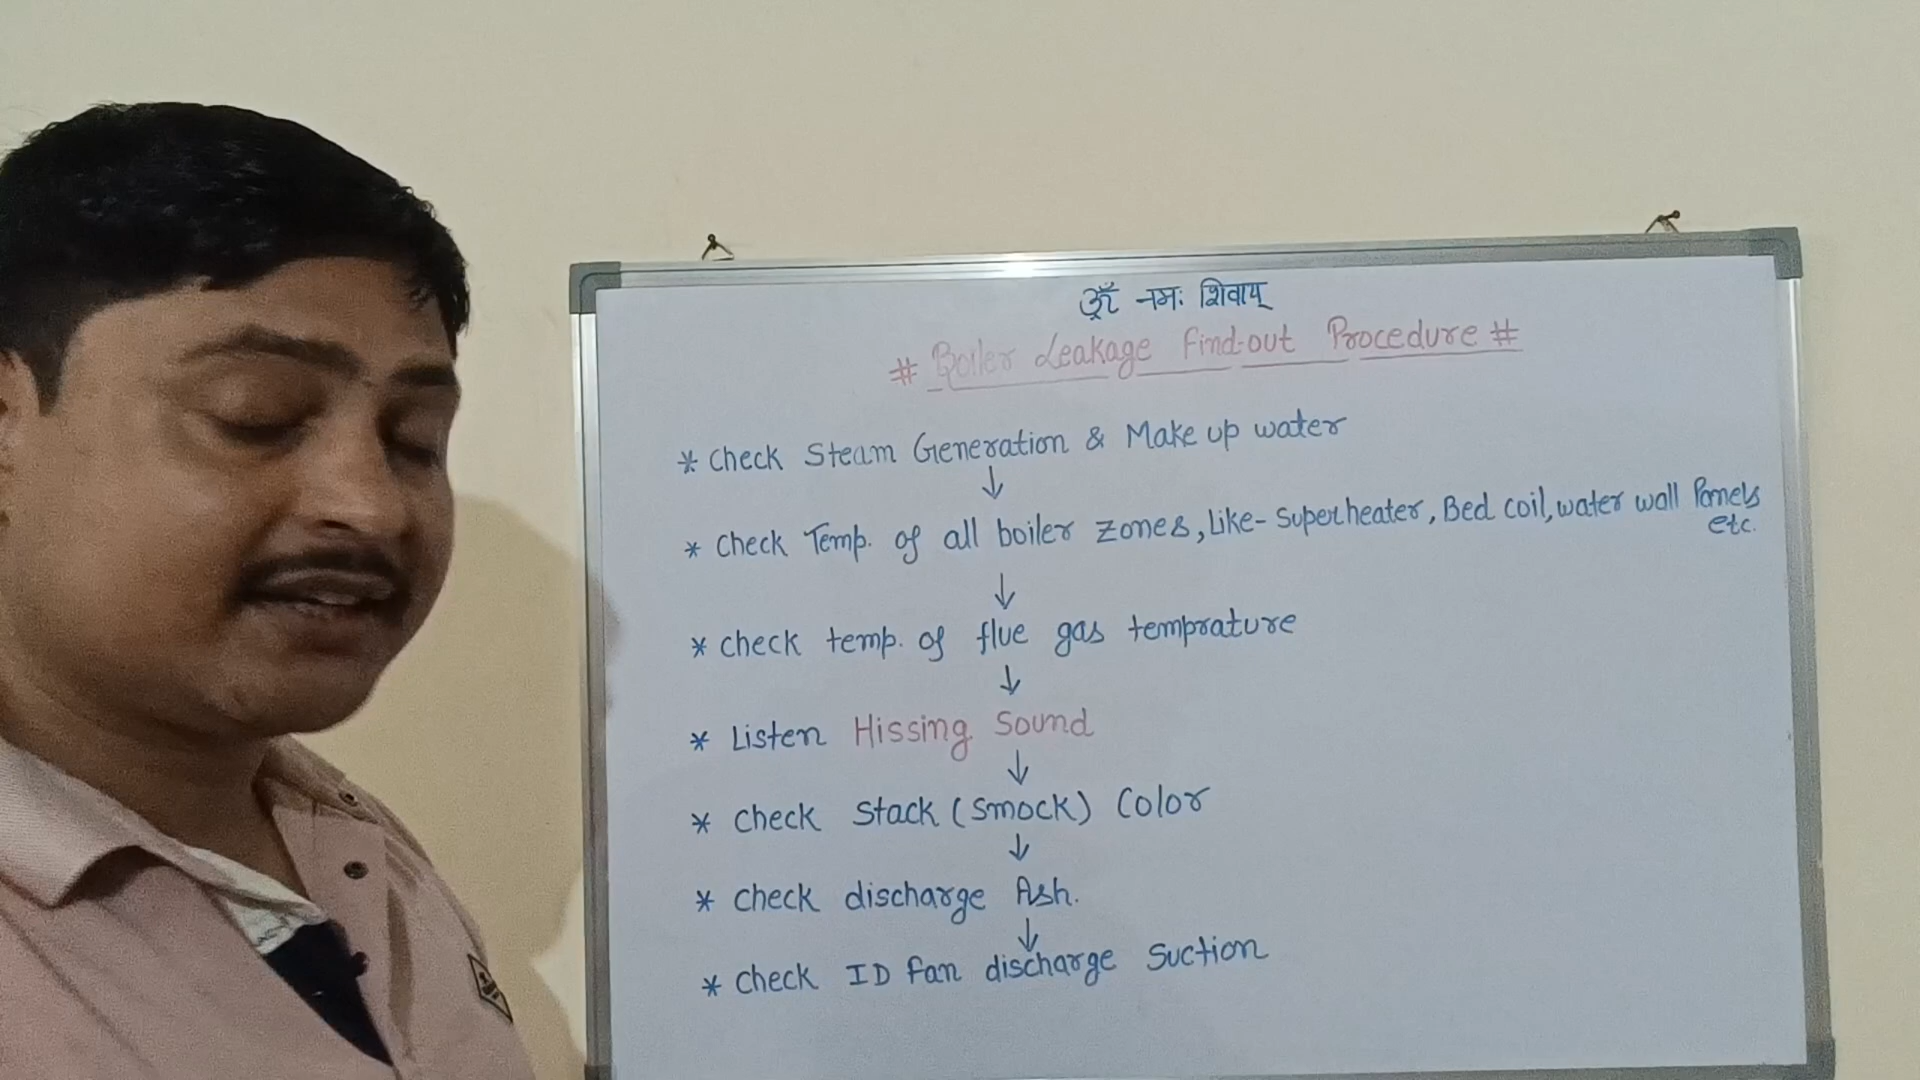 ॐ नमः शिवाय्
# Boiler Leakage Find-out Procedure #
* Check Steam Generation & Make up water
↓
* Check Temp. of all boiler zones, Like- Superheater, Bed coil, water wall Panels
etc.
↓
* check temp. of flue gas temprature
↓
* Listen Hissing Sound
↓
* Check Stack (Smock) Color
↓
* Check discharge Ash.
↓
* Check ID fan discharge Suction